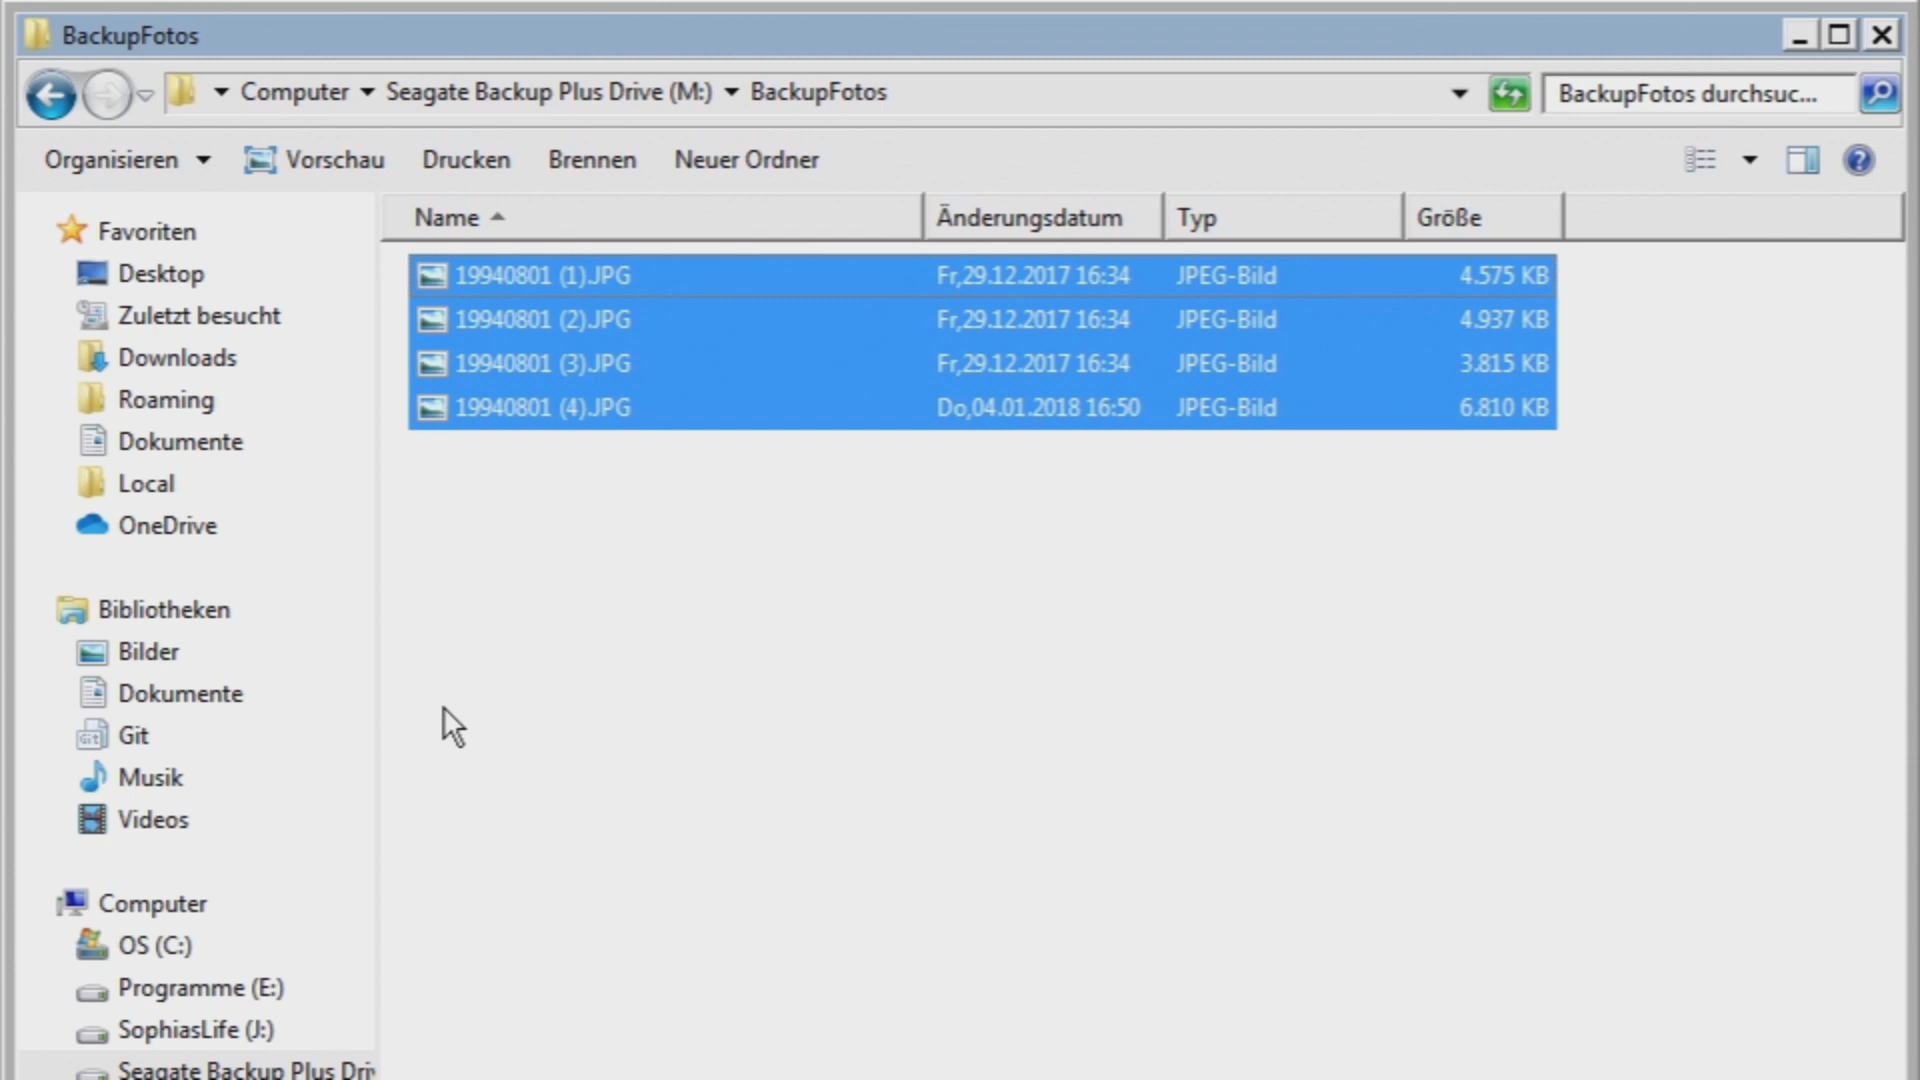 BackupFotos
Computer Seagate Backup Plus Drive (M:) BackupFotos
BackupFotos durchsuc...
Organisieren Vorschau Drucken Brennen Neuer Ordner
Name Änderungsdatum Typ Größe
19940801 (1).JPG Fr,29.12.2017 16:34 JPEG-Bild 4.575 KB
19940801 (2).JPG Fr,29.12.2017 16:34 JPEG-Bild 4.937 KB
19940801 (3).JPG Fr,29.12.2017 16:34 JPEG-Bild 3.815 KB
19940801 (4).JPG Do,04.01.2018 16:50 JPEG-Bild 6.810 KB
Favoriten
Desktop
Zuletzt besucht
Downloads
Roaming
Dokumente
Local
OneDrive
Bibliotheken
Bilder
Dokumente
Git
Musik
Videos
Computer
OS (C:)
Programme (E:)
SophiasLife (J:)
Seagate Backup Plus Driv